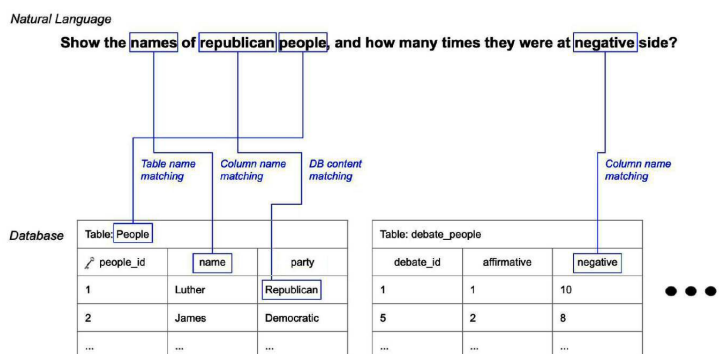 Natural Language
Show the names of republican people, and how many times they were at negative side?
Table name matching
Column name matching
DB content matching
Column name matching
Database
Table: People
people_id name party
1 Luther Republican
2 James Democratic
... ... ...
Table: debate_people
debate_id affirmative negative
1 1 10
5 2 8
... ... ...